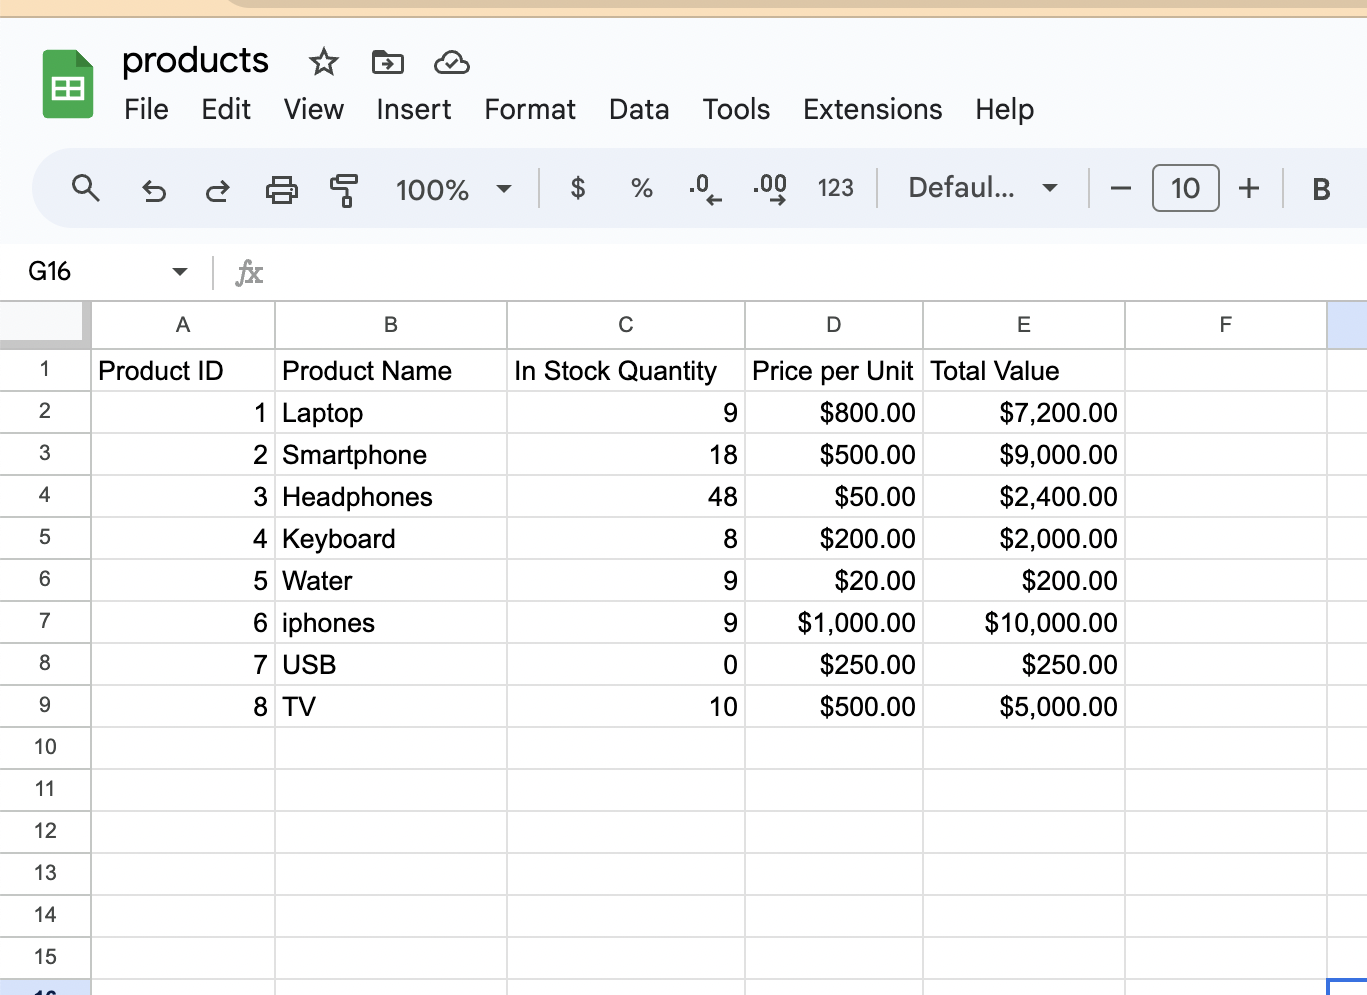 products
File Edit View Insert Format Data Tools Extensions Help
100% $ % .0 .00 123 Defaul... 10 B
G16 fx
A B C D E F
1 Product ID Product Name In Stock Quantity Price per Unit Total Value
2 1 Laptop 9 $800.00 $7,200.00
3 2 Smartphone 18 $500.00 $9,000.00
4 3 Headphones 48 $50.00 $2,400.00
5 4 Keyboard 8 $200.00 $2,000.00
6 5 Water 9 $20.00 $200.00
7 6 iphones 9 $1,000.00 $10,000.00
8 7 USB 0 $250.00 $250.00
9 8 TV 10 $500.00 $5,000.00
10
11
12
13
14
15
16